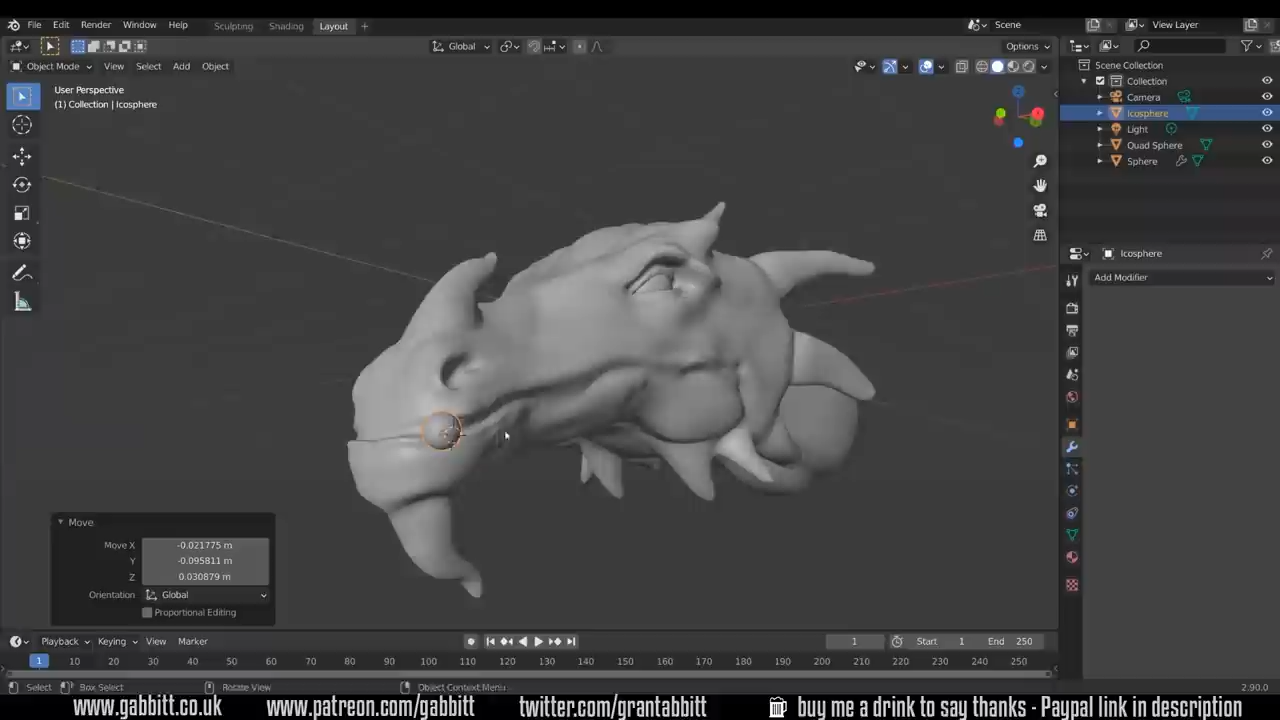 File Edit Render Window Help Sculpting Shading Layout + Scene View Layer
Global Options
Object Mode View Select Add Object
User Perspective
(1) Collection | Icosphere
Scene Collection
Collection
Camera
Icosphere
Light
Quad Sphere
Sphere
Icosphere
Add Modifier
Move
Move X -0.021775 m
Y -0.095811 m
Z 0.030879 m
Orientation Global
Proportional Editing
Playback Keying View Marker 1 Start 1 End 250
1 10 20 30 40 50 60 70 80 90 100 110 120 130 140 150 160 170 180 190 200 210 220 230 240 250
Select Box Select Rotate View Object Context Menu 2.90.0
www.gabbitt.co.uk www.patreon.com/gabbitt twitter.com/grantabbitt buy me a drink to say thanks - Paypal link in description